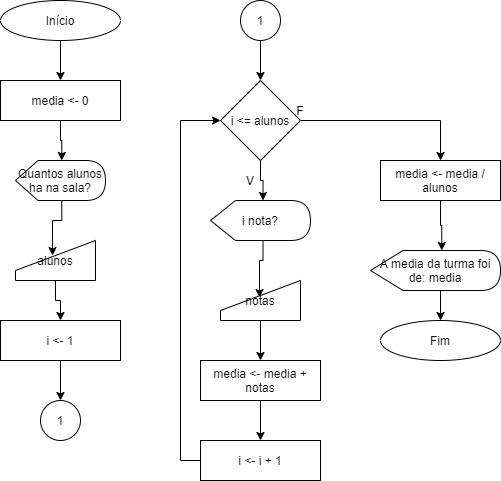 Início
media <- 0
Quantos alunos
ha na sala?
alunos
i <- 1
1
1
i <= alunos
F
V
i nota?
notas
media <- media +
notas
i <- i + 1
media <- media /
alunos
A media da turma foi
de: media
Fim